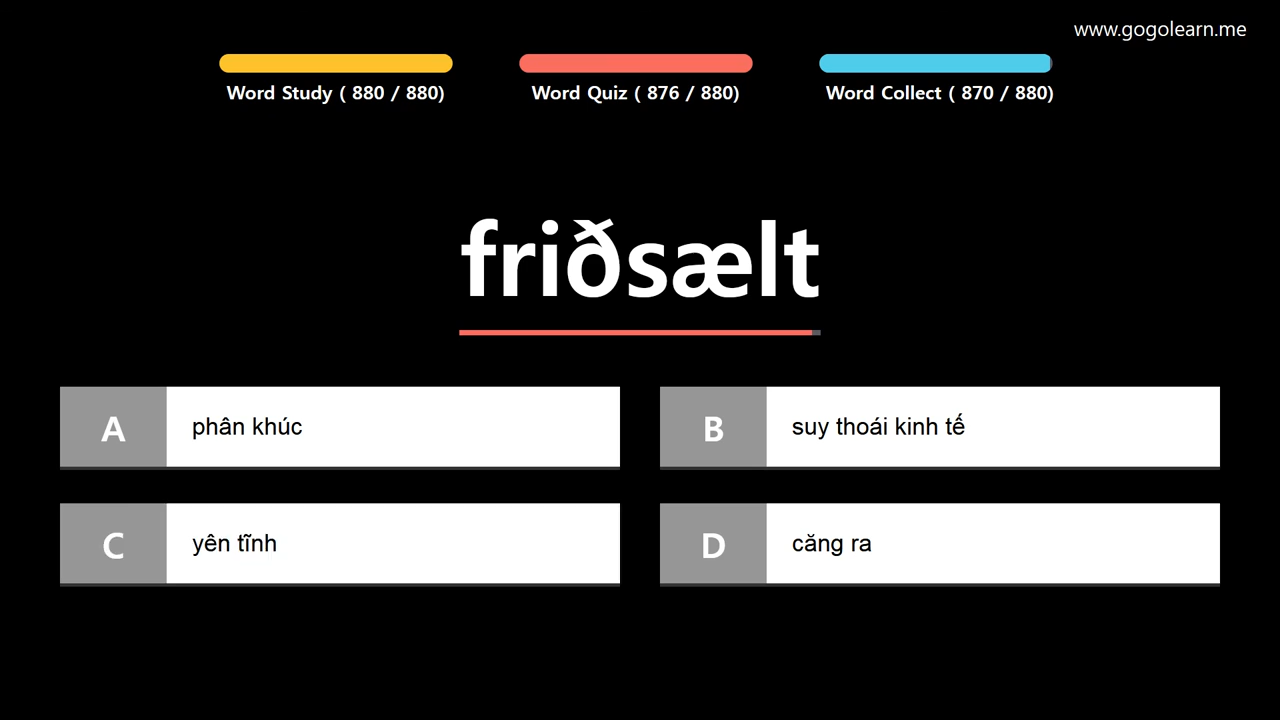 www.gogolearn.me
Word Study ( 880 / 880)
Word Quiz ( 876 / 880)
Word Collect ( 870 / 880)
friðsælt
A phân khúc
B suy thoái kinh tế
C yên tĩnh
D căng ra